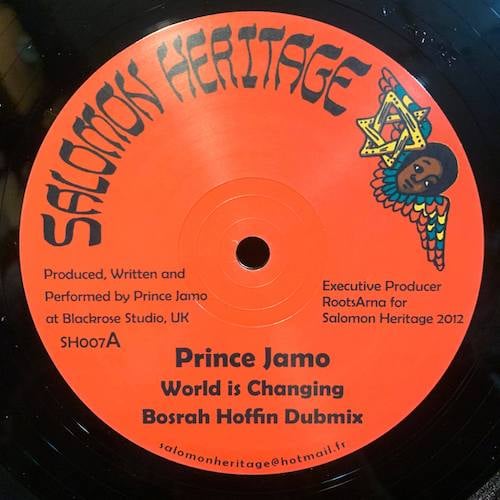 SALOMON HERITAGE
Produced, Written and
Performed by Prince Jamo
at Blackrose Studio, UK
SH007A
Executive Producer
RootsArna for
Salomon Heritage 2012
Prince Jamo
World is Changing
Bosrah Hoffin Dubmix
salomonheritage@hotmail.fr